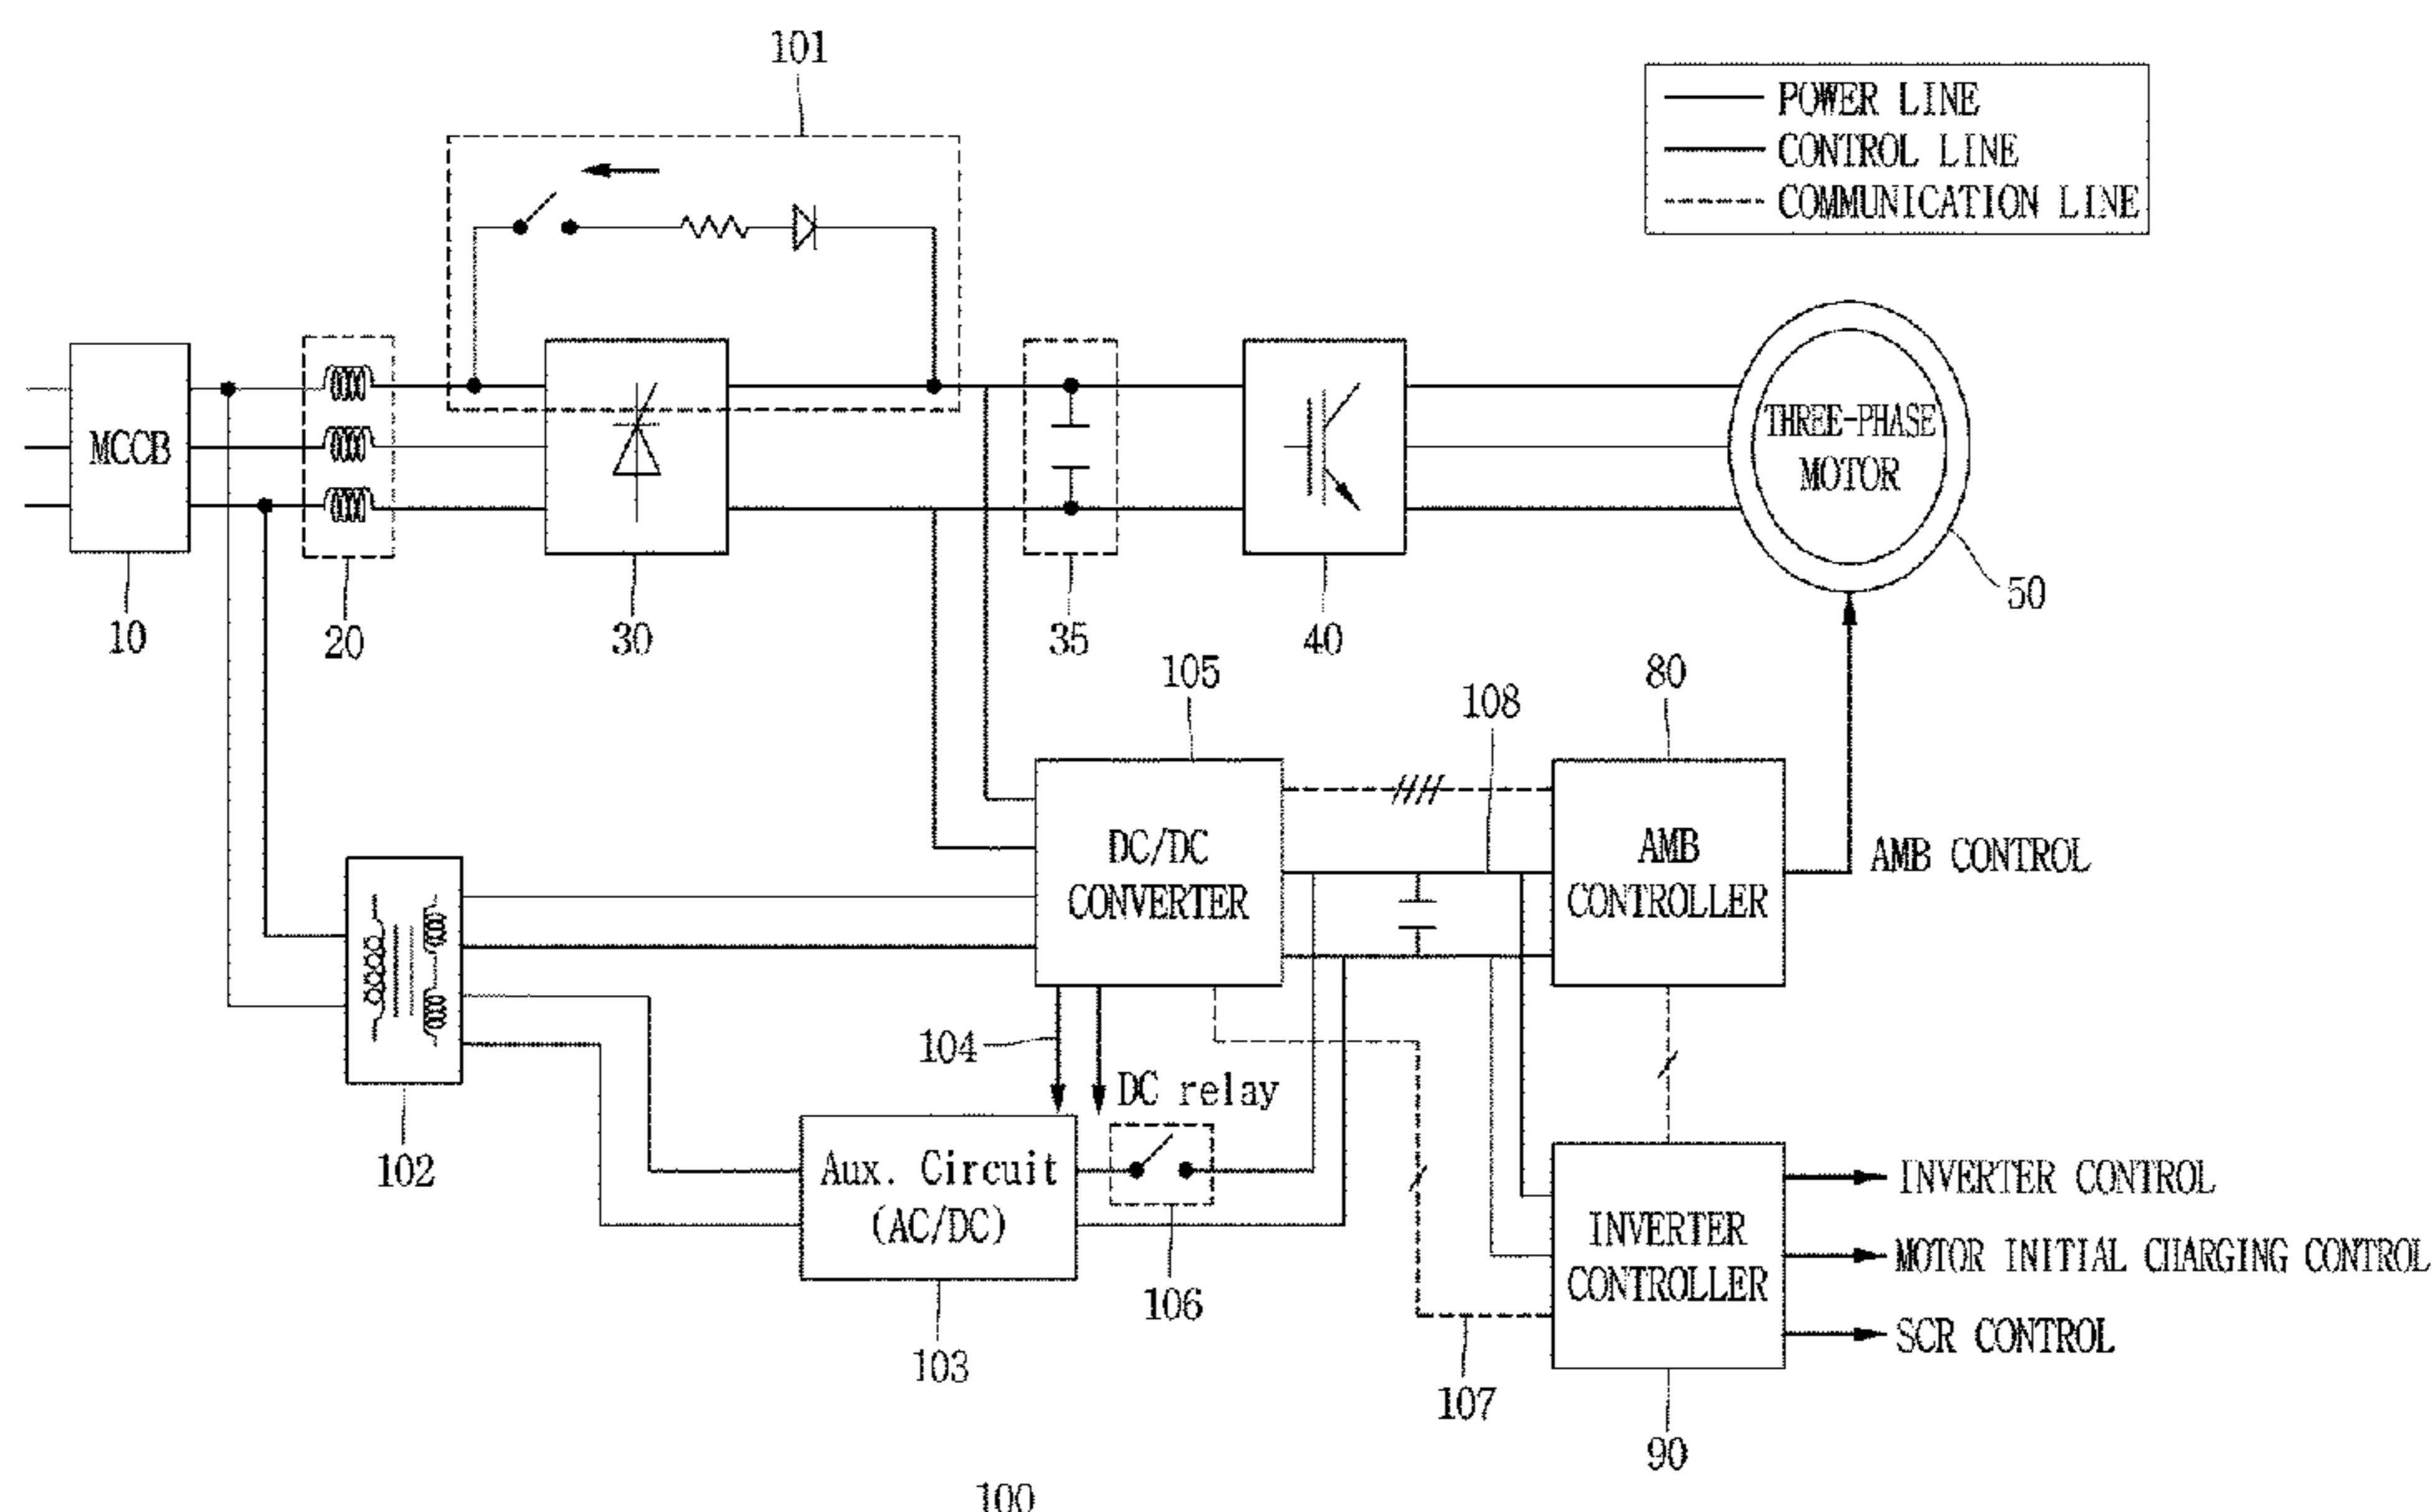 101
POWER LINE
CONTROL LINE
COMMUNICATION LINE
MCCB
THREE-PHASE
MOTOR
10
20
30
35
40
50
105
108
80
DC/DC
CONVERTER
AMB
CONTROLLER
AMB CONTROL
104
DC relay
102
Aux. Circuit
(AC/DC)
106
103
INVERTER
CONTROLLER
INVERTER CONTROL
MOTOR INITIAL CHARGING CONTROL
SCR CONTROL
107
90
100